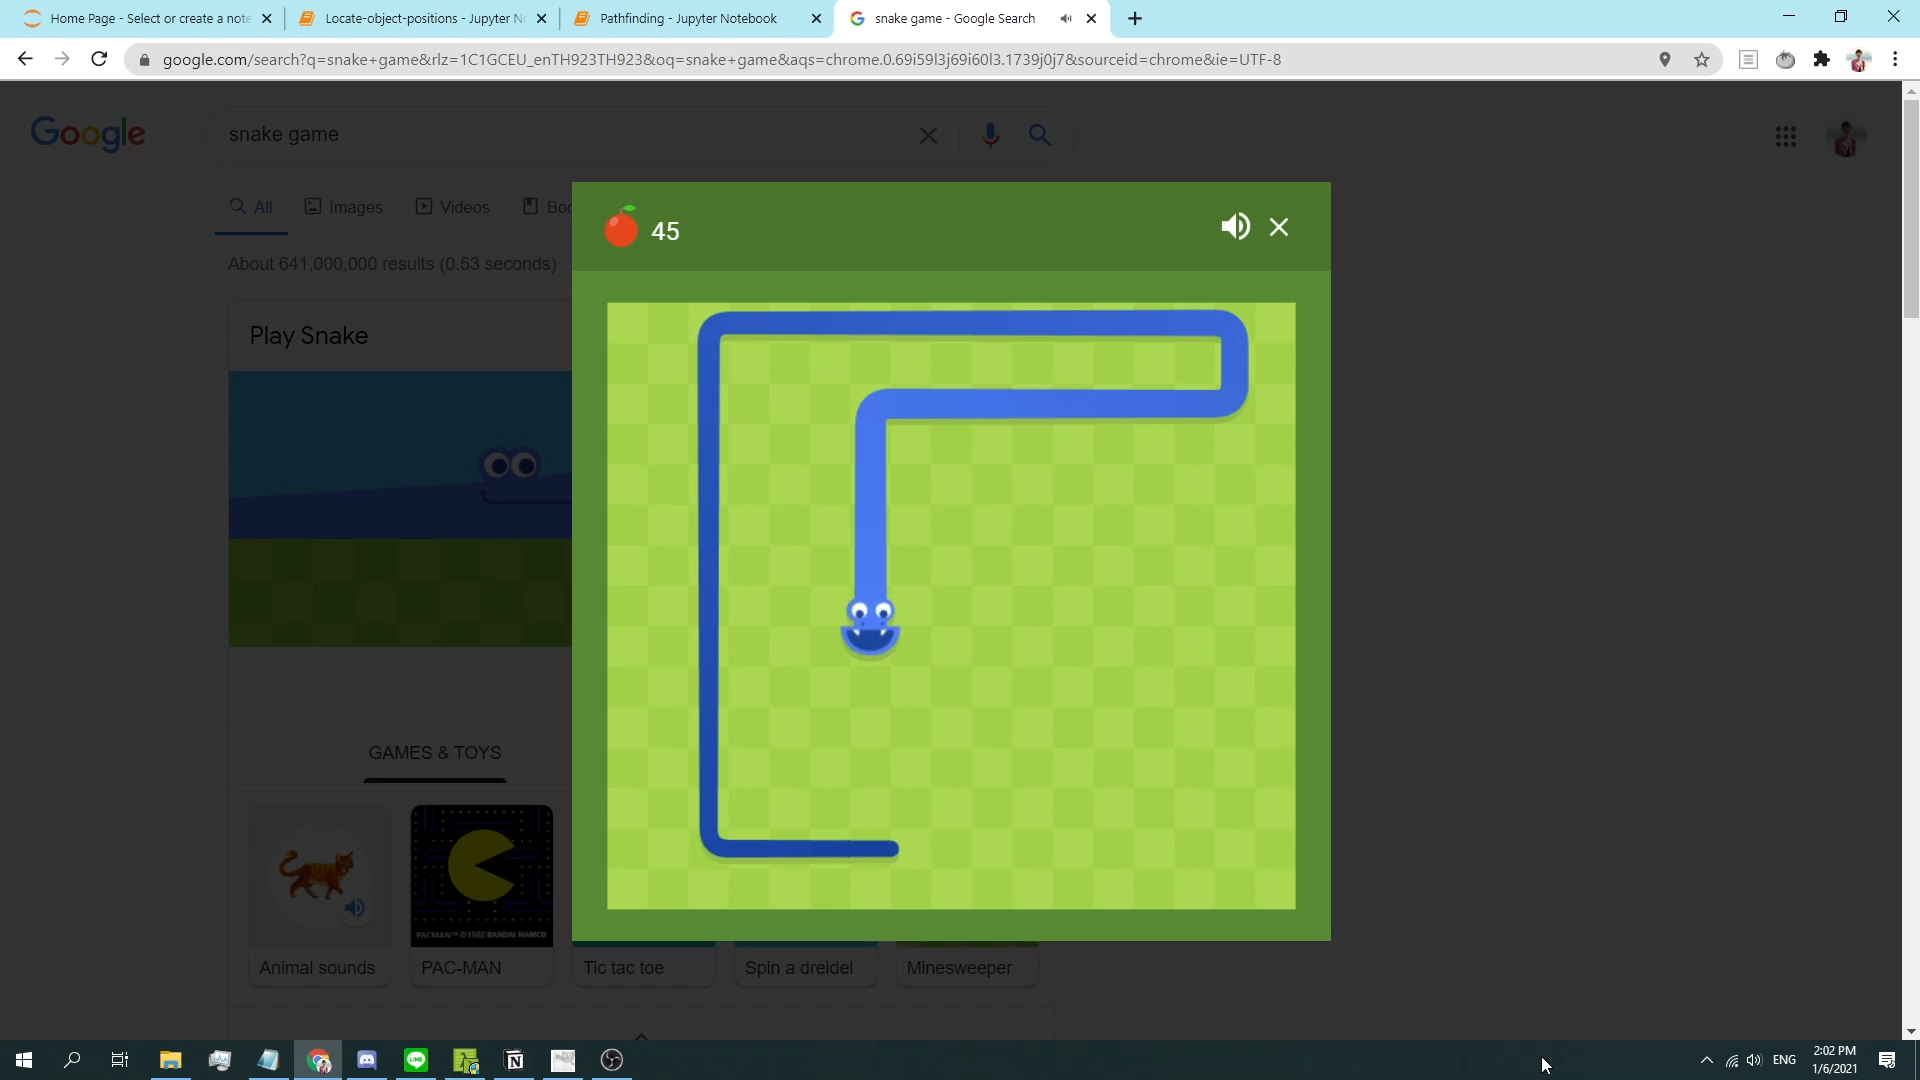 Home Page - Select or create a note
Locate-object-positions - Jupyter N
Pathfinding - Jupyter Notebook
snake game - Google Search
google.com/search?q=snake+game&rlz=1C1GCEU_enTH923TH923&oq=snake+game&aqs=chrome.0.69i59l3j69i60l3.1739j0j7&sourceid=chrome&ie=UTF-8
Google
snake game
All
Images
Videos
Boo
45
About 641,000,000 results (0.53 seconds)
Play Snake
GAMES & TOYS
PACMAN™ © 1980 BANDAI NAMCO
Animal sounds
PAC-MAN
Tic tac toe
Spin a dreidel
Minesweeper
ENG
2:02 PM
1/6/2021